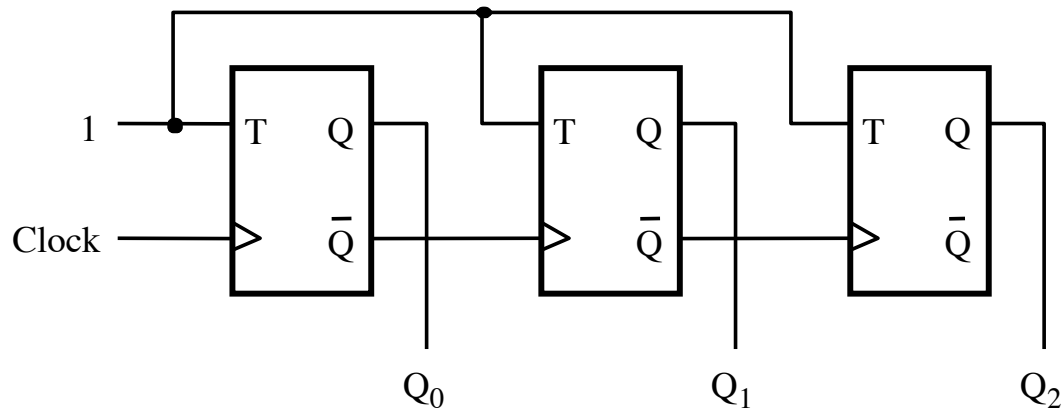 1 T Q T Q T Q
Clock Q̅ Q̅ Q̅
Q₀ Q₁ Q₂